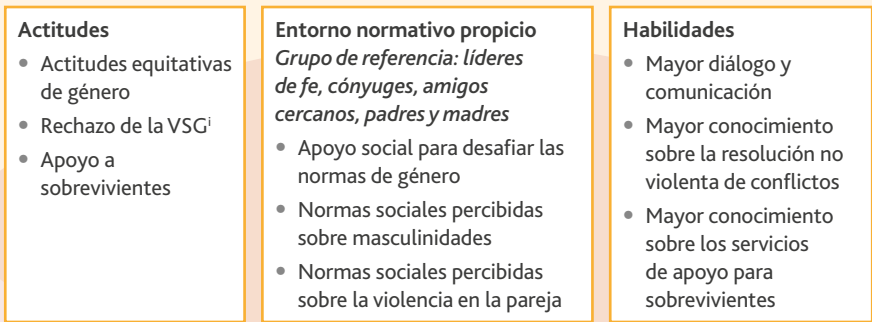 Actitudes
• Actitudes equitativas
de género
• Rechazo de la VSGⁱ
• Apoyo a
sobrevivientes
Entorno normativo propicio
Grupo de referencia: líderes
de fe, cónyuges, amigos
cercanos, padres y madres
• Apoyo social para desafiar las
normas de género
• Normas sociales percibidas
sobre masculinidades
• Normas sociales percibidas
sobre la violencia en la pareja
Habilidades
• Mayor diálogo y
comunicación
• Mayor conocimiento
sobre la resolución no
violenta de conflictos
• Mayor conocimiento
sobre los servicios
de apoyo para
sobrevivientes